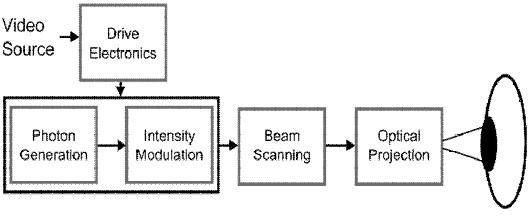 Video
Source
Drive
Electronics
Photon
Generation
Intensity
Modulation
Beam
Scanning
Optical
Projection